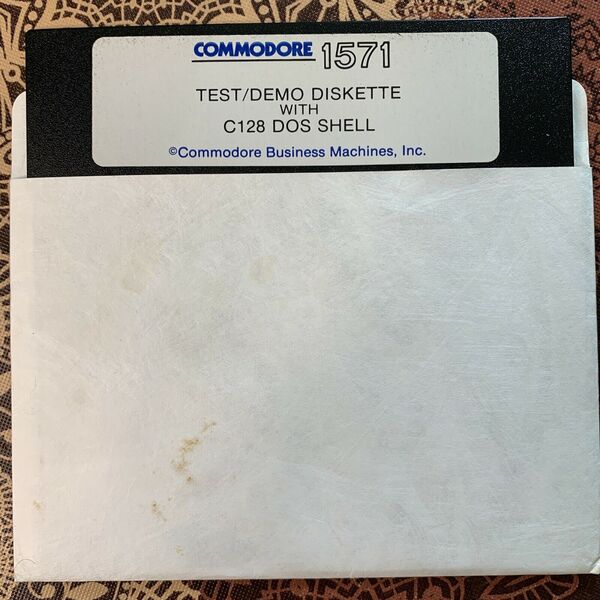 COMMODORE 1571
TEST/DEMO DISKETTE
WITH
C128 DOS SHELL
©Commodore Business Machines, Inc.